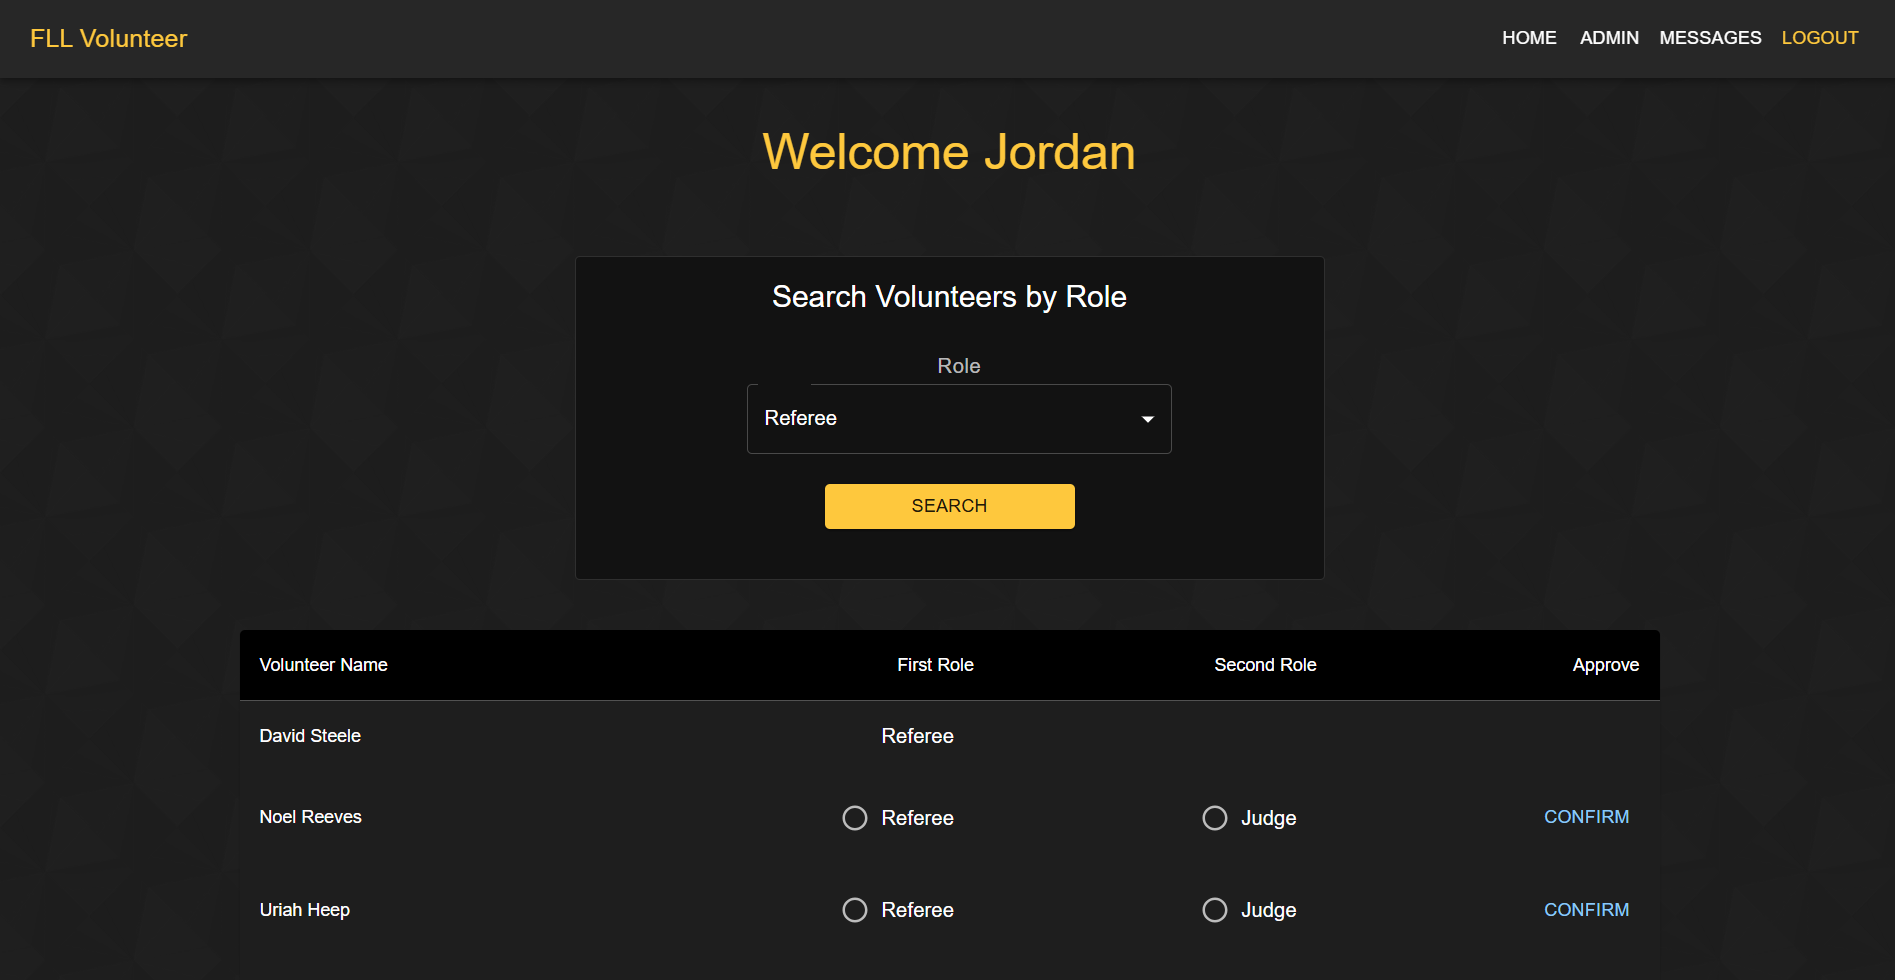 FLL Volunteer HOME ADMIN MESSAGES LOGOUT
Welcome Jordan
Search Volunteers by Role
Role
Referee
SEARCH
Volunteer Name First Role Second Role Approve
David Steele Referee
Noel Reeves Referee Judge CONFIRM
Uriah Heep Referee Judge CONFIRM